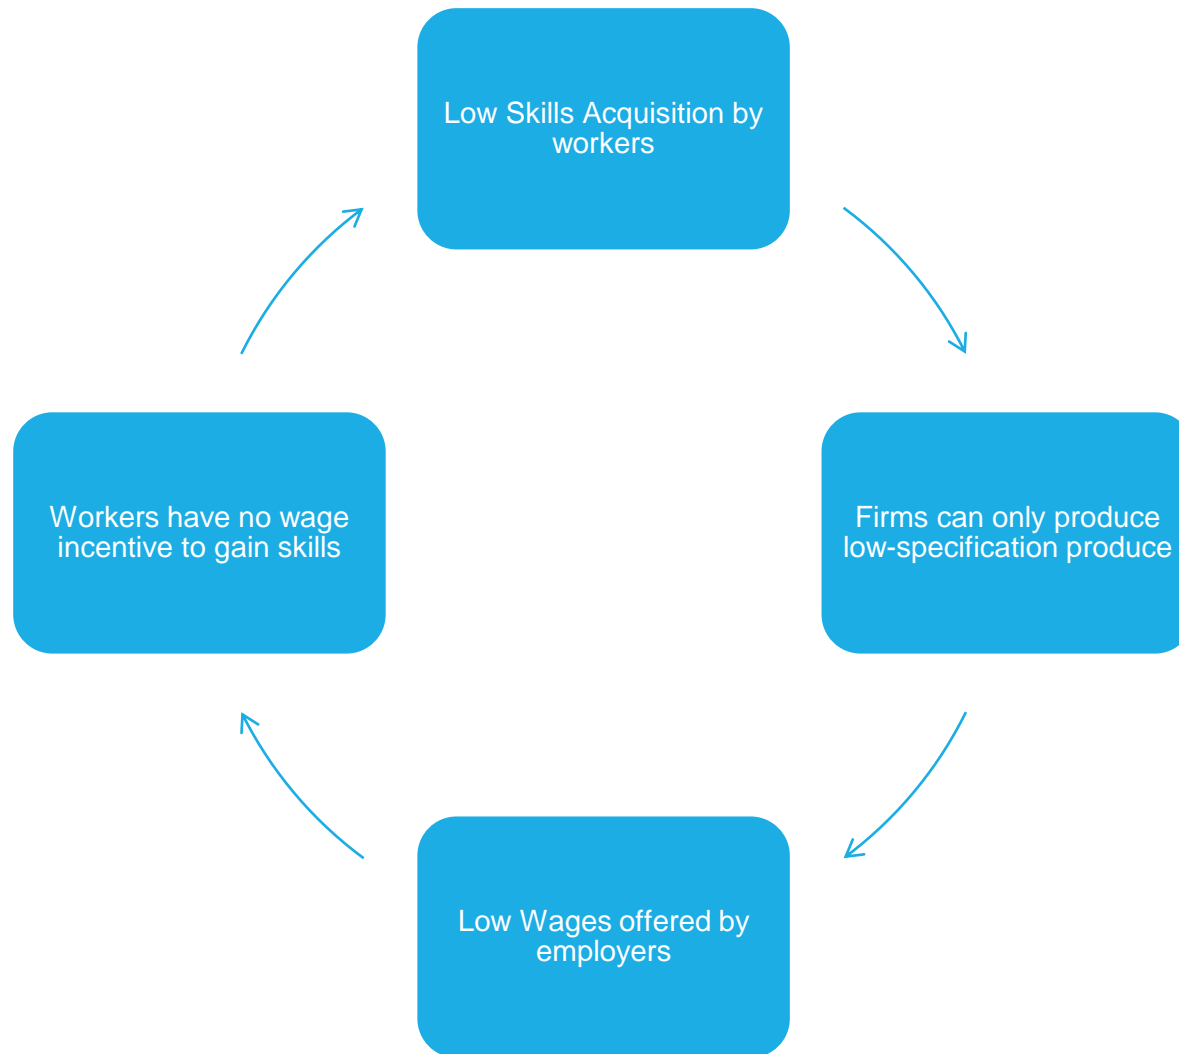 Low Skills Acquisition by
workers
Firms can only produce
low-specification produce
Low Wages offered by
employers
Workers have no wage
incentive to gain skills